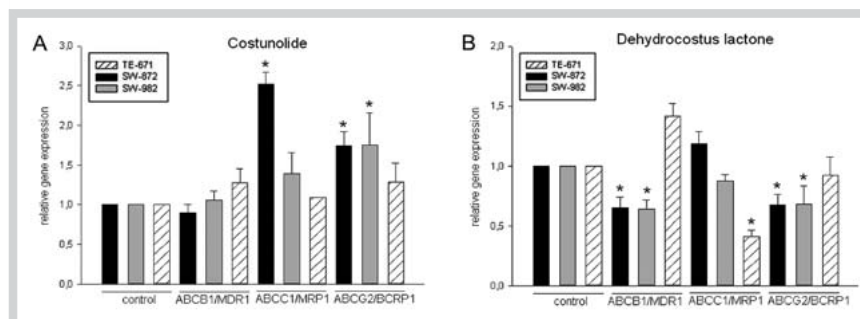 A
Costunolide
3,0
2,5
2,0
1,5
1,0
0,5
0,0
relative gene expression
TE-671
SW-872
SW-982
*
*
*
control
ABCB1/MDR1
ABCC1/MRP1
ABCG2/BCRP1
B
Dehydrocostus lactone
2,0
1,5
1,0
0,5
0,0
relative gene expression
TE-671
SW-872
SW-982
*
*
*
*
*
control
ABCB1/MDR1
ABCC1/MRP1
ABCG2/BCRP1